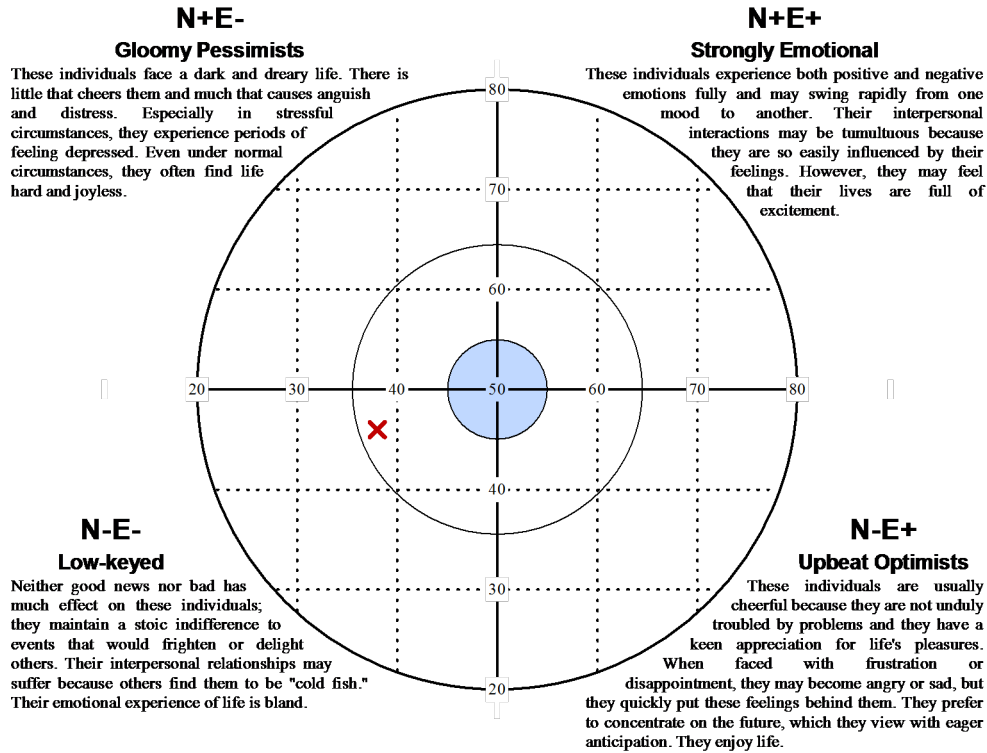 N+E-
Gloomy Pessimists
These individuals face a dark and dreary life. There is
little that cheers them and much that causes anguish
and distress. Especially in stressful
circumstances, they experience periods of
feeling depressed. Even under normal
circumstances, they often find life
hard and joyless.
N+E+
Strongly Emotional
These individuals experience both positive and negative
emotions fully and may swing rapidly from one
mood to another. Their interpersonal
interactions may be tumultuous because
they are so easily influenced by their
feelings. However, they may feel
that their lives are full of
excitement.
80
70
60
20 30 40 50 60 70 80
40
30
20
N-E-
Low-keyed
Neither good news nor bad has
much effect on these individuals;
they maintain a stoic indifference to
events that would frighten or delight
others. Their interpersonal relationships may
suffer because others find them to be "cold fish."
Their emotional experience of life is bland.
N-E+
Upbeat Optimists
These individuals are usually
cheerful because they are not unduly
troubled by problems and they have a
keen appreciation for life's pleasures.
When faced with frustration or
disappointment, they may become angry or sad, but
they quickly put these feelings behind them. They prefer
to concentrate on the future, which they view with eager
anticipation. They enjoy life.